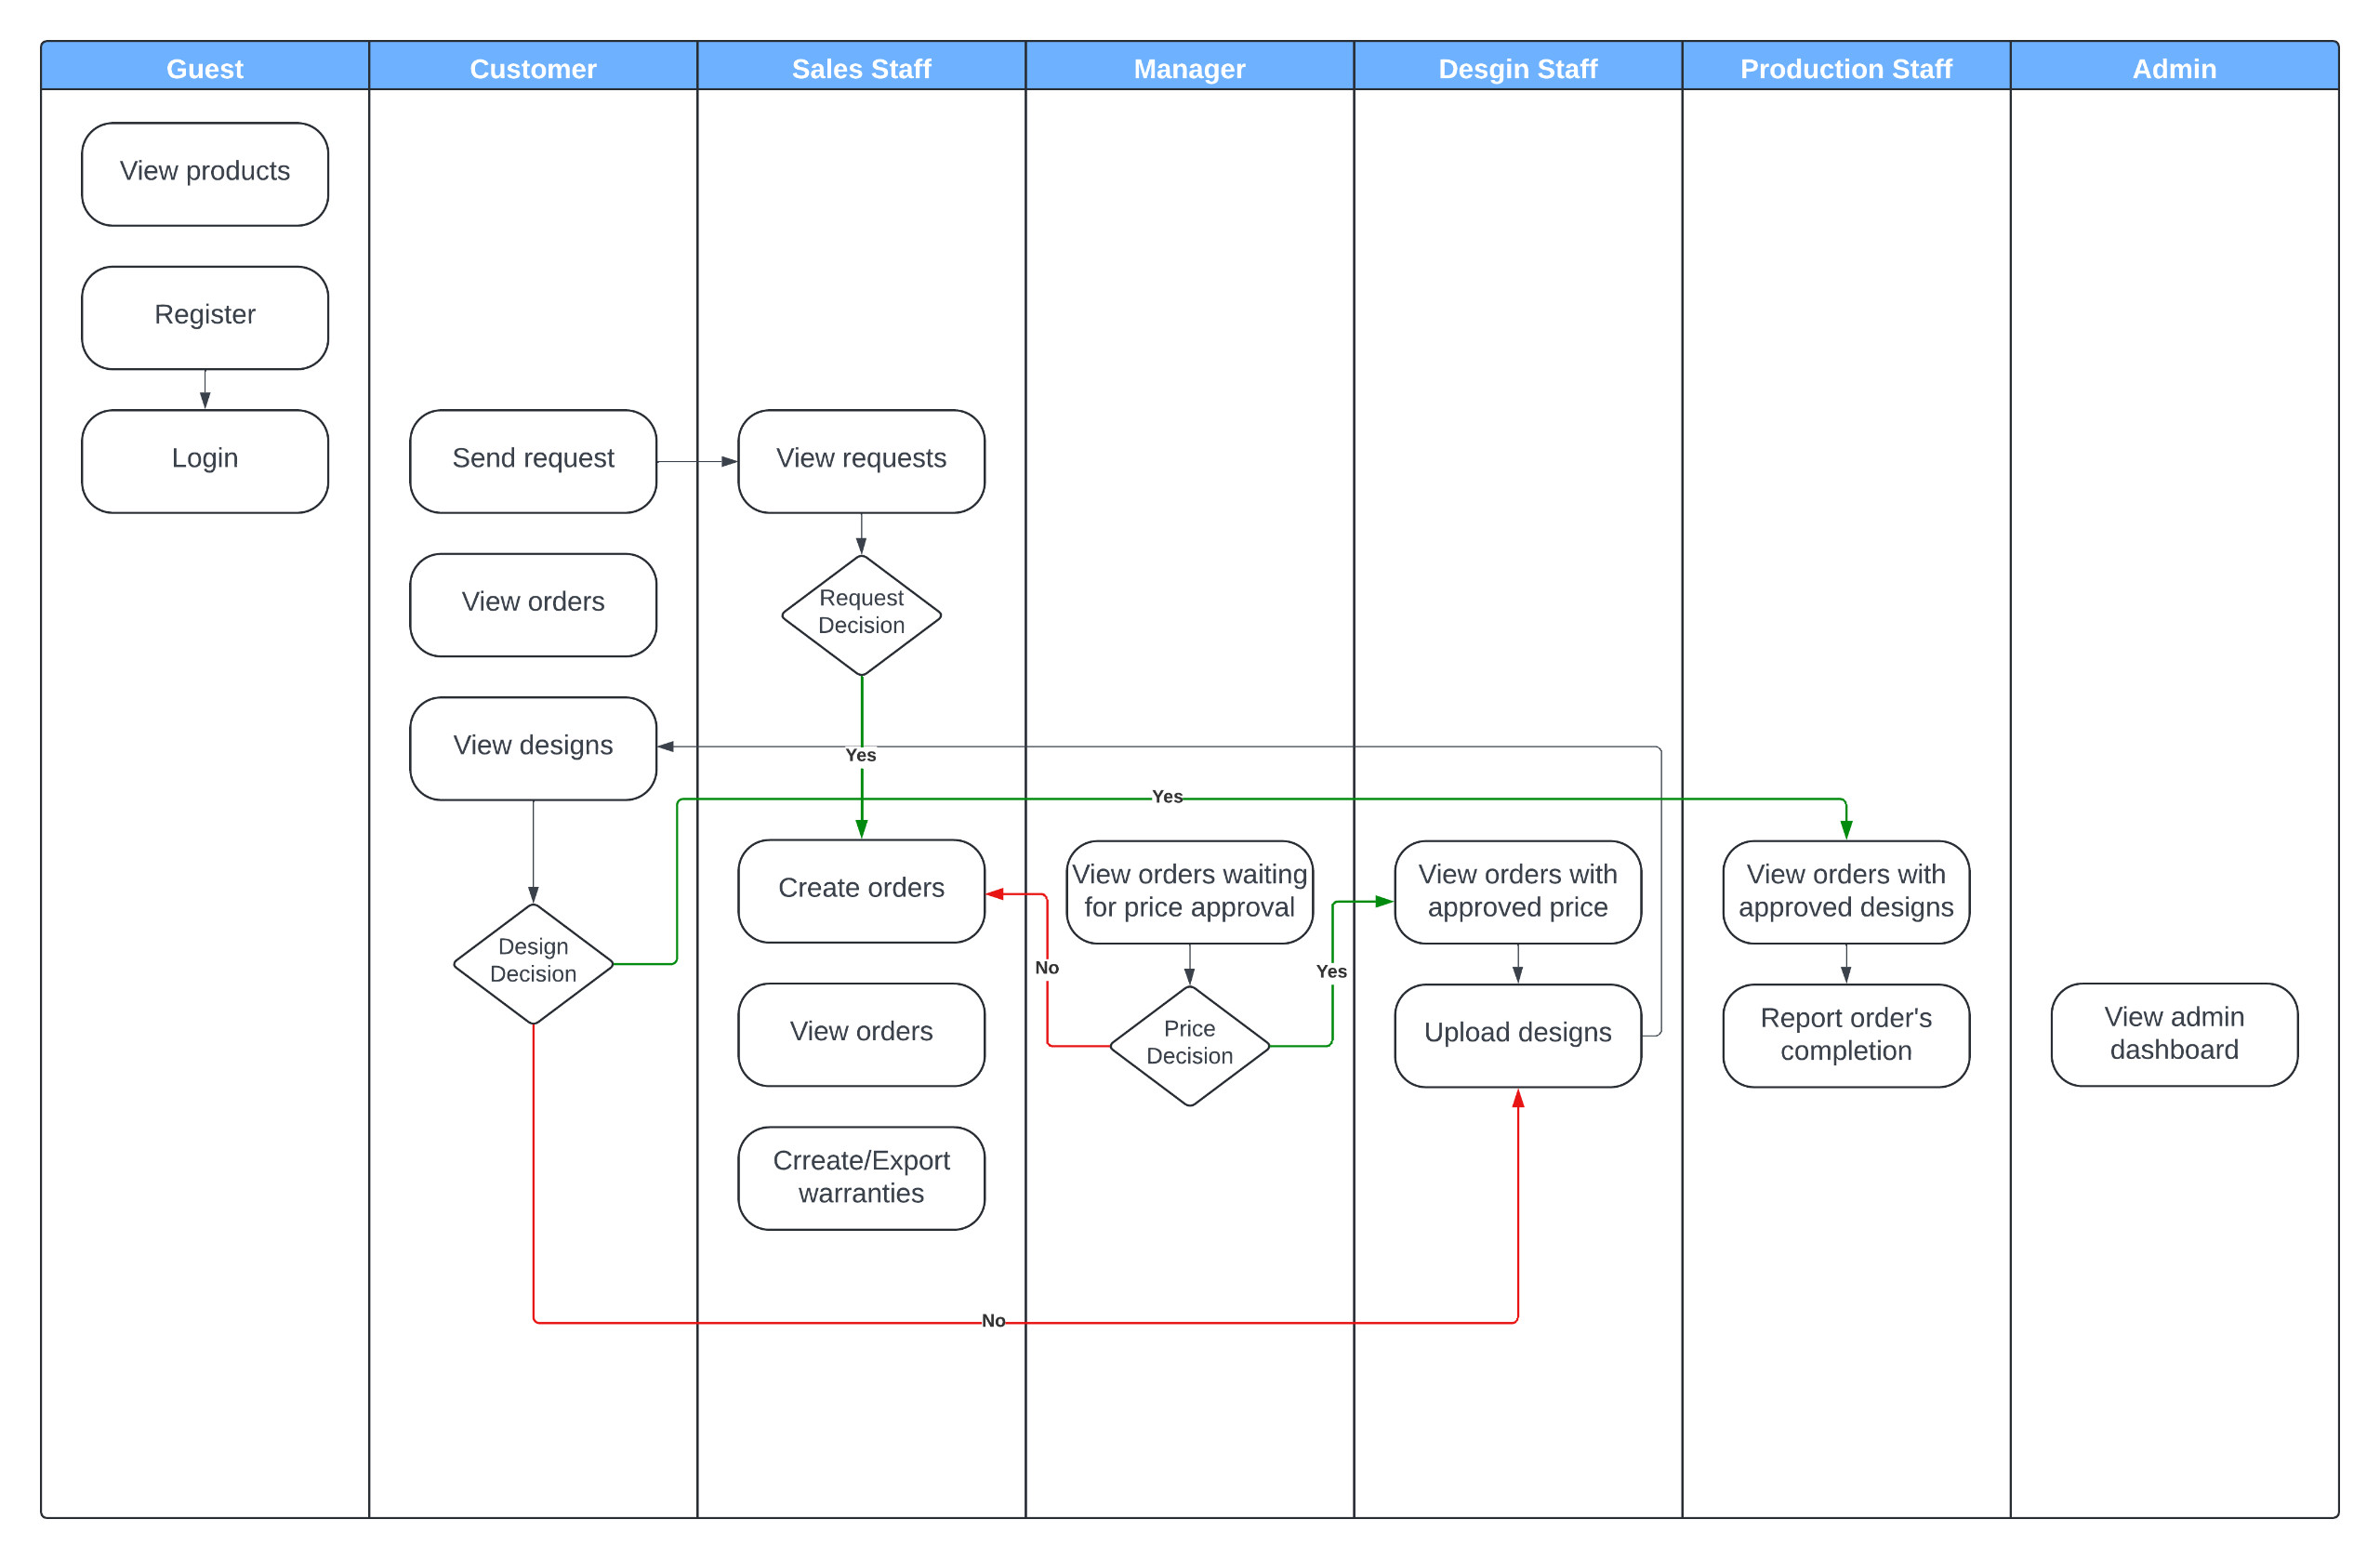 Guest
Customer
Sales Staff
Manager
Desgin Staff
Production Staff
Admin
View products
Register
Login
Send request
View requests
View orders
Request
Decision
View designs
Yes
Yes
Create orders
View orders waiting
for price approval
View orders with
approved price
View orders with
approved designs
Design
Decision
No
Yes
View orders
Price
Decision
Upload designs
Report order's
completion
View admin
dashboard
Crreate/Export
warranties
No